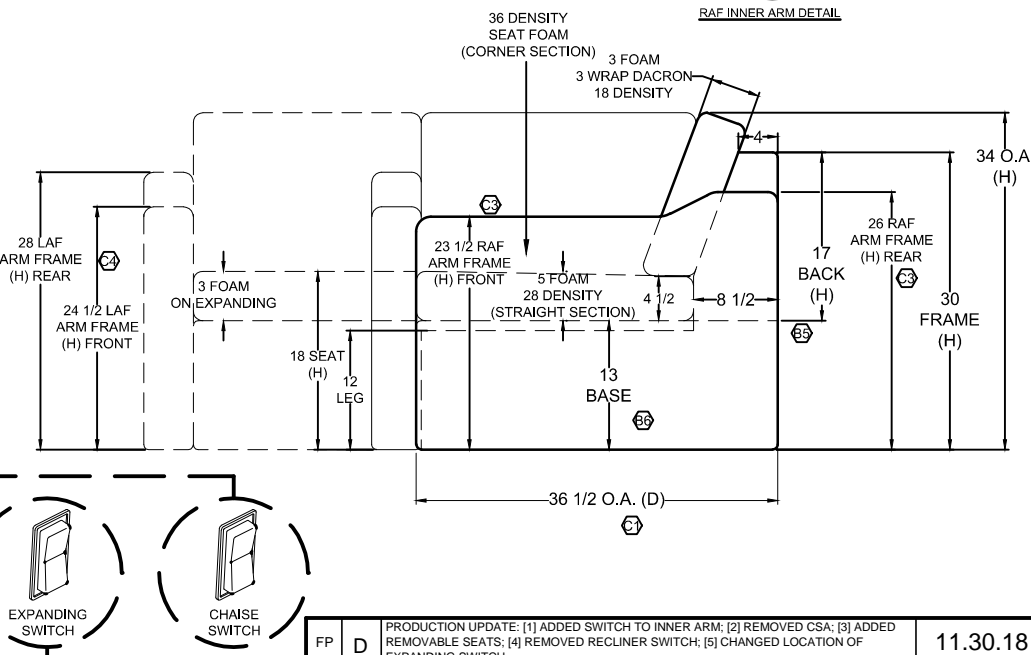 RAF INNER ARM DETAIL
36 DENSITY
SEAT FOAM
(CORNER SECTION)
3 FOAM
3 WRAP DACRON
18 DENSITY
4
34 O.A.
(H)
28 LAF
ARM FRAME
(H) REAR
C4
24 1/2 LAF
ARM FRAME
(H) FRONT
3 FOAM
ON EXPANDING
C3
23 1/2 RAF
ARM FRAME
(H) FRONT
5 FOAM
28 DENSITY
(STRAIGHT SECTION)
4 1/2
8 1/2
17
BACK
(H)
26 RAF
ARM FRAME
(H) REAR
C3
30
FRAME
(H)
B5
18 SEAT
(H)
12
LEG
13
BASE
B6
36 1/2 O.A. (D)
C1
EXPANDING
SWITCH
CHAISE
SWITCH
FP
D
PRODUCTION UPDATE: [1] ADDED SWITCH TO INNER ARM; [2] REMOVED CSA; [3] ADDED
REMOVABLE SEATS; [4] REMOVED RECLINER SWITCH; [5] CHANGED LOCATION OF
EXPANDING SWITCH
11.30.18